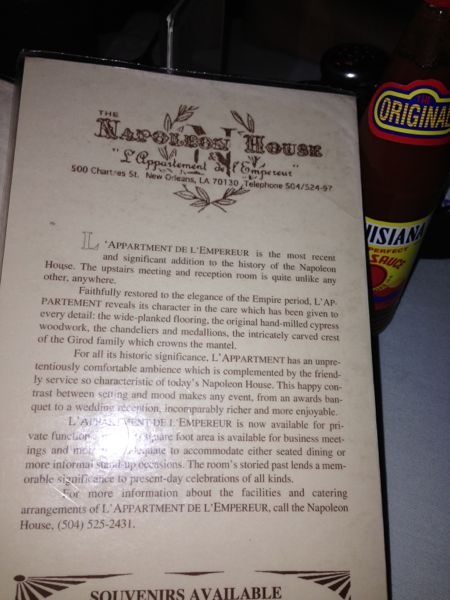 THE
NAPOLEON HOUSE
"L'Appartement de l'Empereur"
500 Chartres St. New Orleans, LA 70130 Telephone 504/524-97
L'APPARTMENT DE L'EMPEREUR is the most recent
and significant addition to the history of the Napoleon
House. The upstairs meeting and reception room is quite unlike any
other, anywhere.
Faithfully restored to the elegance of the Empire period, L'AP-
PARTEMENT reveals its character in the care which has been given to
every detail: the wide-planked flooring, the original hand-milled cypress
woodwork, the chandeliers and medallions, the intricately carved crest
of the Girod family which crowns the mantel.
For all its historic significance, L'APPARTMENT has an unpre-
tentiously comfortable ambience which is complemented by the friend-
ly service so characteristic of today's Napoleon House. This happy con-
trast between setting and mood makes any event, from an awards ban-
quet to a wedding reception, incomparably richer and more enjoyable.
L'APPARTMENT DE L'EMPEREUR is now available for pri-
vate functions square foot area is available for business meet-
ings and adequate to accommodate either seated dining or
more informal stand-up occasions. The room's storied past lends a mem-
orable significance to present-day celebrations of all kinds.
For more information about the facilities and catering
arrangements of L'APPARTMENT DE L'EMPEREUR, call the Napoleon
House, (504) 525-2431.
SOUVENIRS AVAILABLE
THE
ORIGINAL
UISIANA
PERFECT
SAUCE